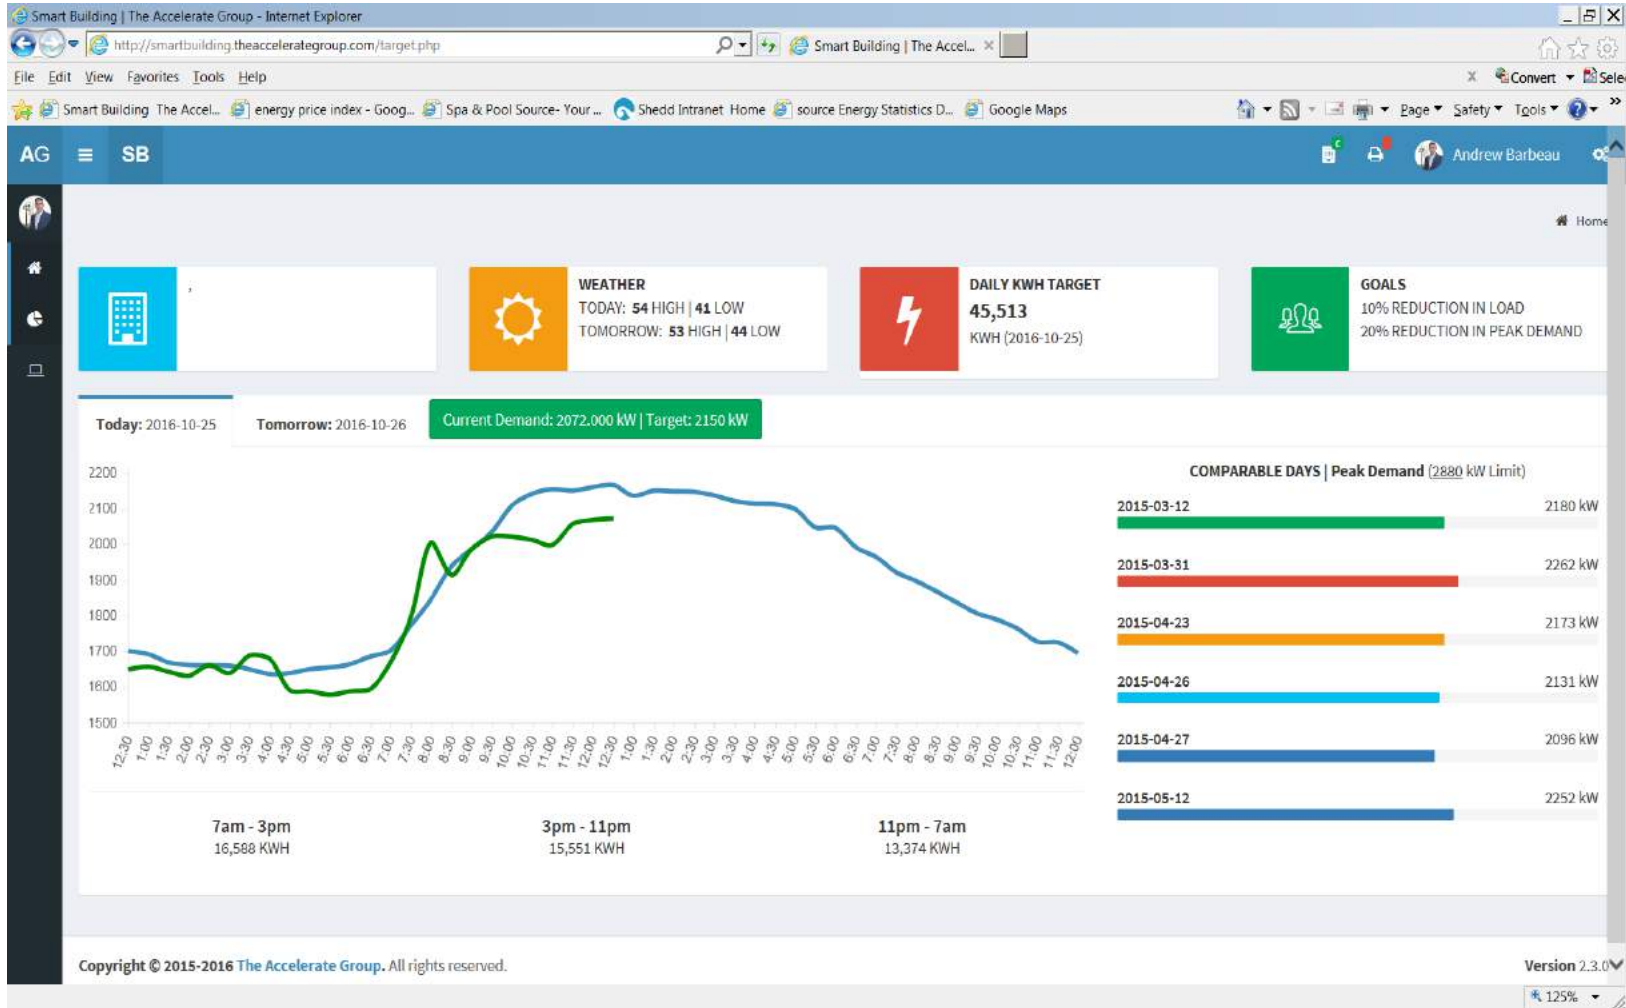 Smart Building | The Accelerate Group - Internet Explorer
http://smartbuilding.theaccelerategroup.com/target.php
Smart Building | The Accel...
File Edit View Favorites Tools Help
Convert
Smart Building The Accel... energy price index - Goog... Spa & Pool Source- Your ... Shedd Intranet Home source Energy Statistics D... Google Maps Page Safety Tools
AG SB Andrew Barbeau
Home
,
WEATHER
TODAY: 54 HIGH | 41 LOW
TOMORROW: 53 HIGH | 44 LOW
DAILY KWH TARGET
45,513
KWH (2016-10-25)
GOALS
10% REDUCTION IN LOAD
20% REDUCTION IN PEAK DEMAND
Today: 2016-10-25 Tomorrow: 2016-10-26 Current Demand: 2072.000 kW | Target: 2150 kW
2200
2100
2000
1900
1800
1700
1600
1500
12:30 1:00 1:30 2:00 2:30 3:00 3:30 4:00 4:30 5:00 5:30 6:00 6:30 7:00 7:30 8:00 8:30 9:00 9:30 10:00 10:30 11:00 11:30 12:00 12:30 1:00 1:30 2:00 2:30 3:00 3:30 4:00 4:30 5:00 5:30 6:00 6:30 7:00 7:30 8:00 8:30 9:00 9:30 10:00 10:30 11:00 11:30 12:00
7am - 3pm
16,588 KWH
3pm - 11pm
15,551 KWH
11pm - 7am
13,374 KWH
COMPARABLE DAYS | Peak Demand (2880 kW Limit)
2015-03-12 2180 kW
2015-03-31 2262 kW
2015-04-23 2173 kW
2015-04-26 2131 kW
2015-04-27 2096 kW
2015-05-12 2252 kW
Copyright © 2015-2016 The Accelerate Group. All rights reserved.
Version 2.3.0
125%